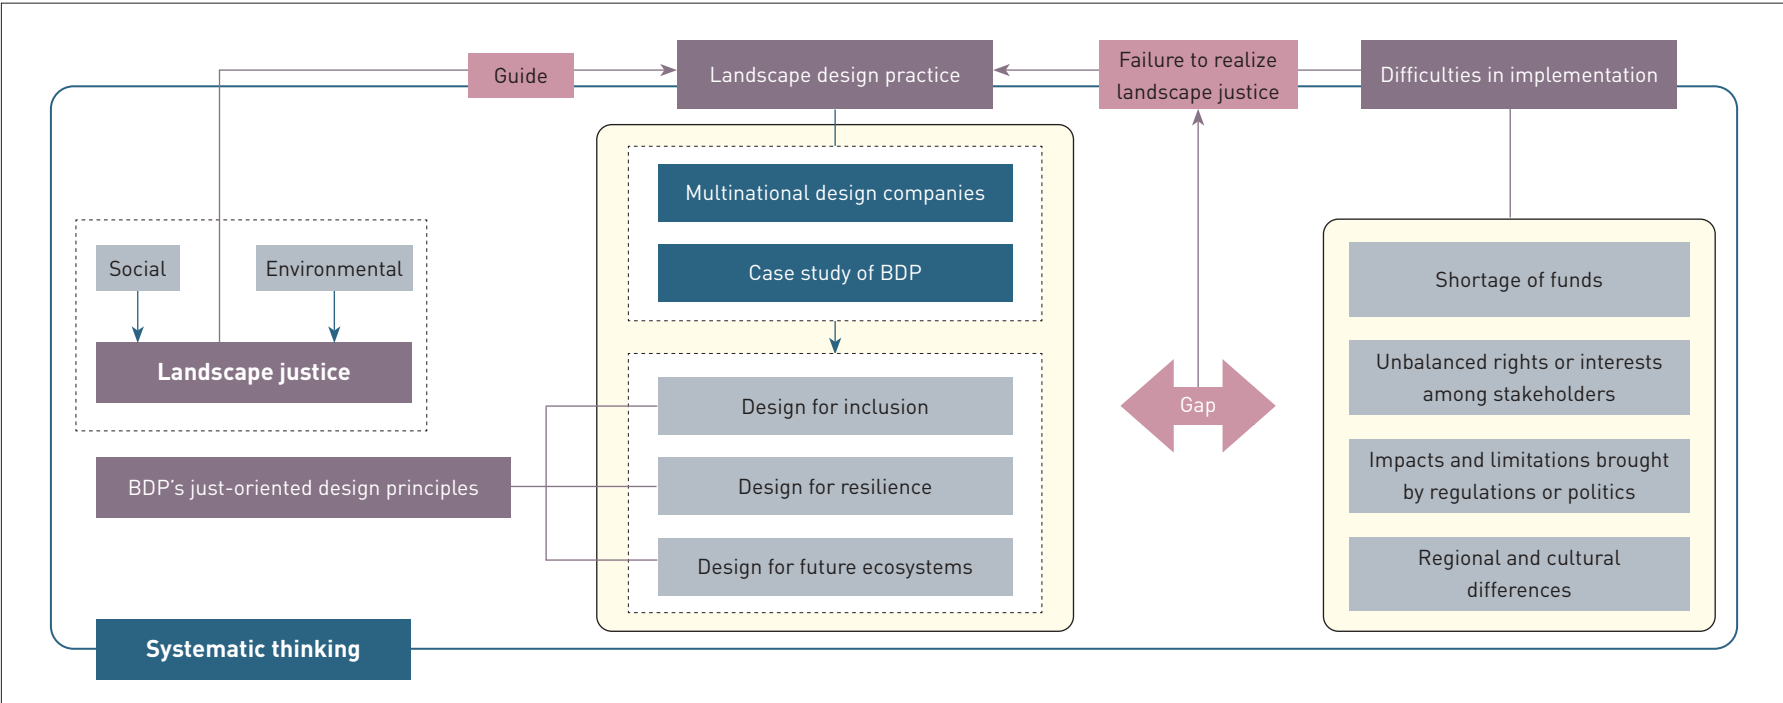 Guide
Landscape design practice
Failure to realize
landscape justice
Difficulties in implementation
Social
Environmental
Landscape justice
BDP's just-oriented design principles
Systematic thinking
Multinational design companies
Case study of BDP
Design for inclusion
Design for resilience
Design for future ecosystems
Gap
Shortage of funds
Unbalanced rights or interests
among stakeholders
Impacts and limitations brought
by regulations or politics
Regional and cultural
differences